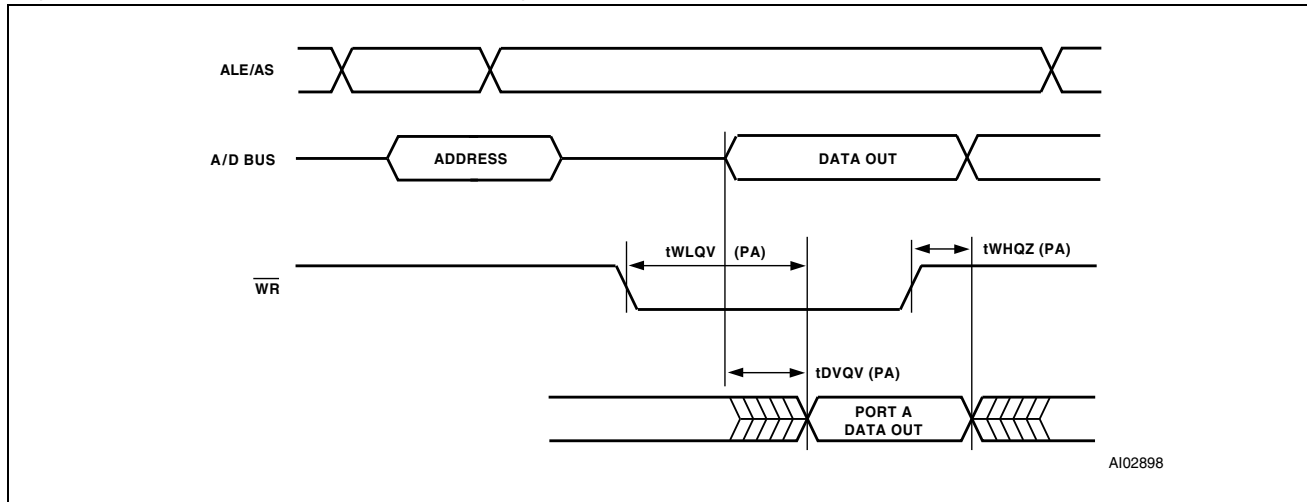 ALE/AS
A/D BUS
ADDRESS
DATA OUT
tWLQV (PA)
tWHQZ (PA)
WR
tDVQV (PA)
PORT A
DATA OUT
AI02898